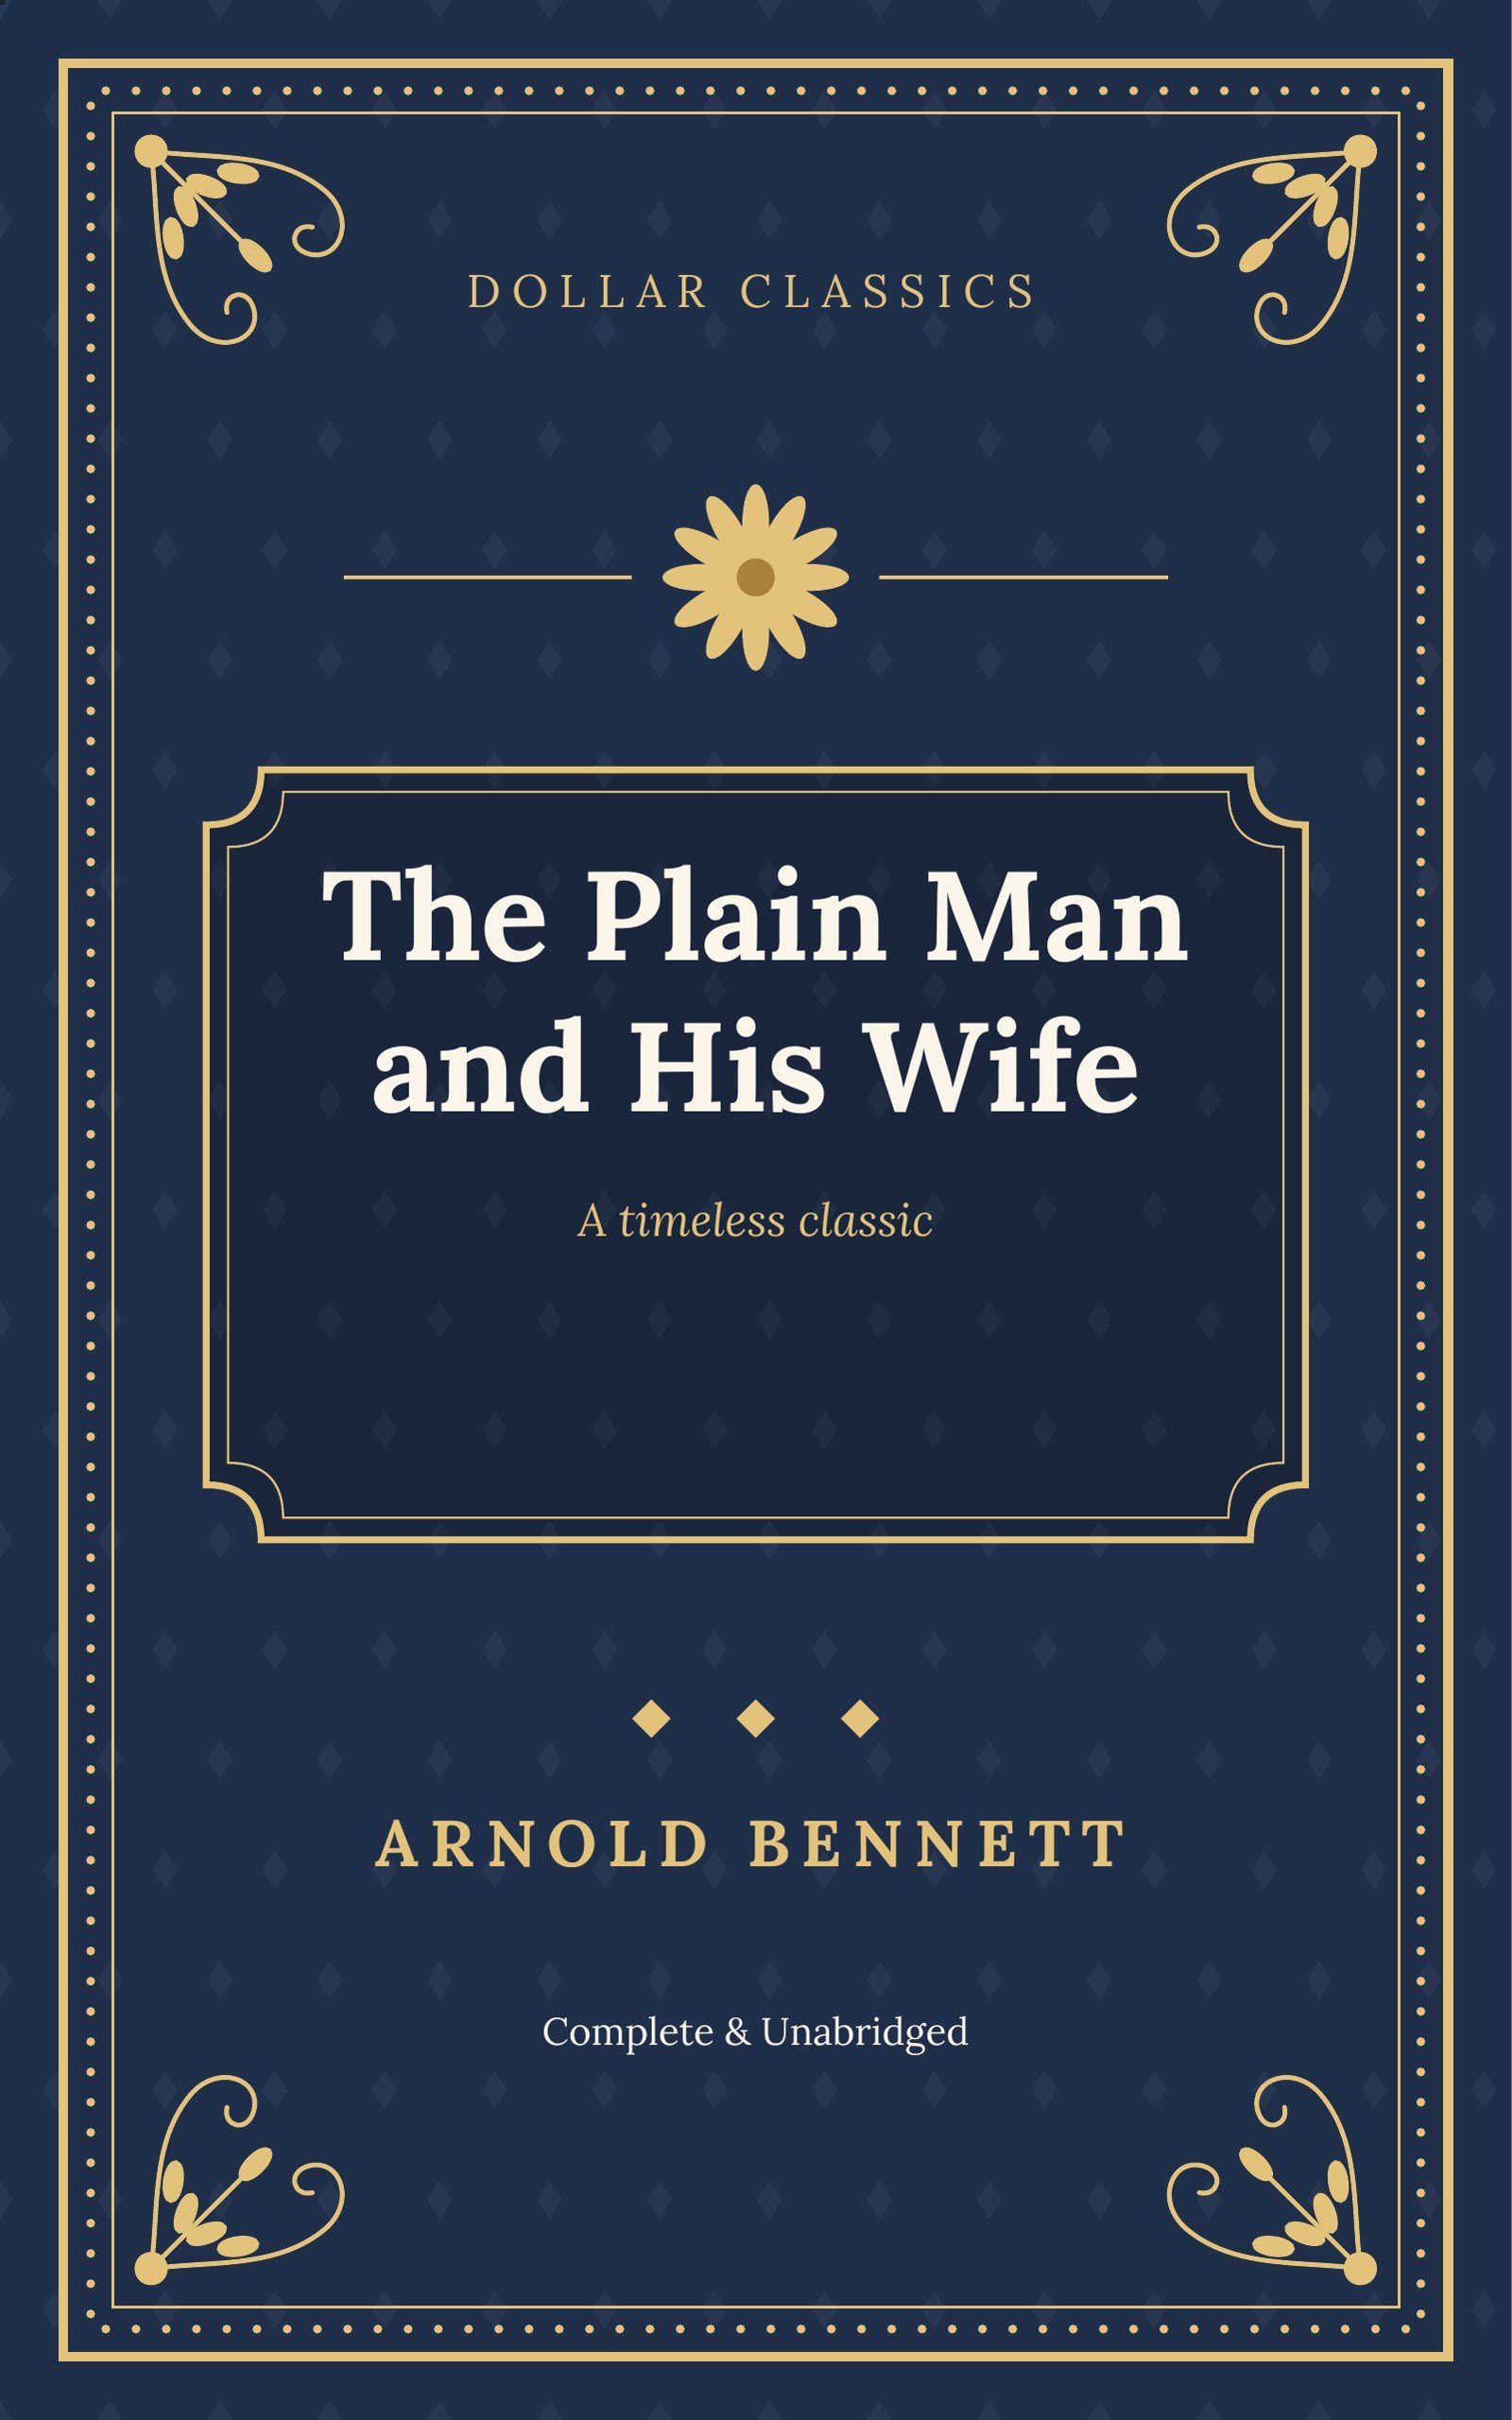 DOLLAR CLASSICS
The Plain Man
and His Wife
A timeless classic
ARNOLD BENNETT
Complete & Unabridged